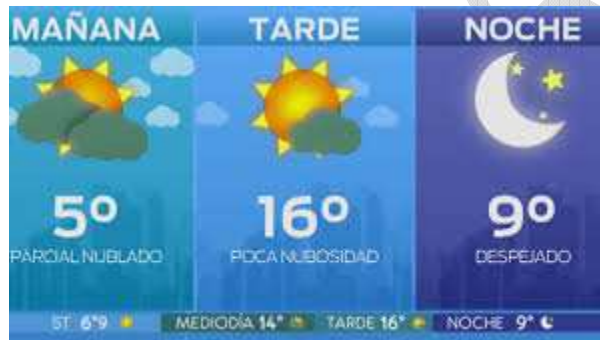 MAÑANA
TARDE
NOCHE
5º
16º
9º
PARCIAL NUBLADO
POCA NUBOSIDAD
DESPEJADO
ST 6°9 MEDIODÍA 14° TARDE 16° NOCHE 9°